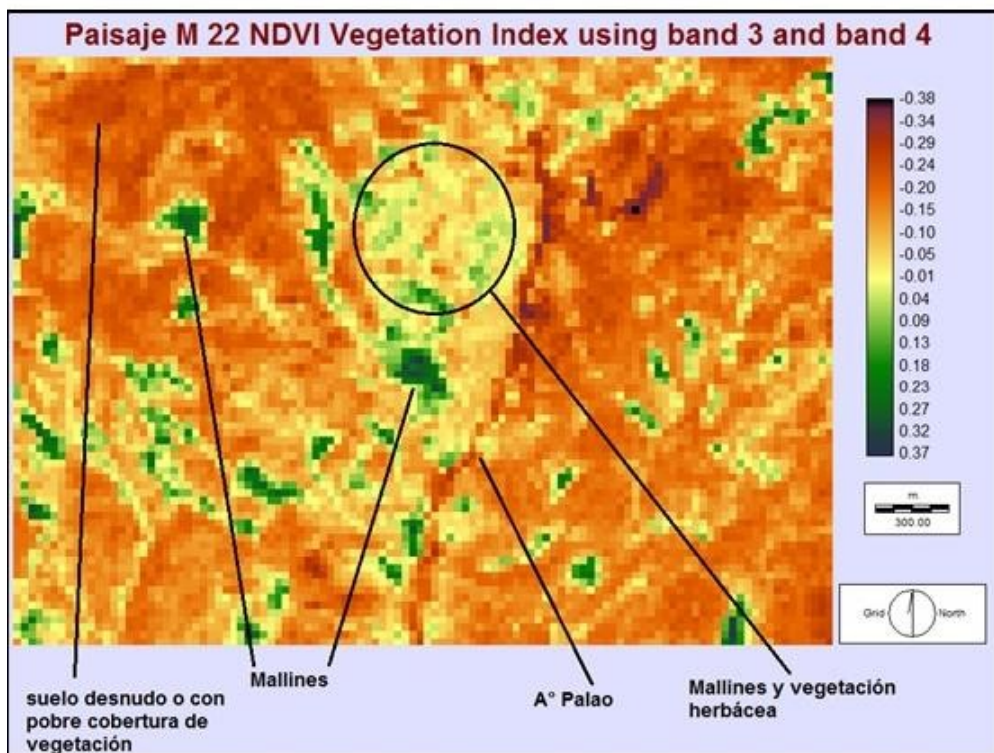 Paisaje M 22 NDVI Vegetation Index using band 3 and band 4
-0.38
-0.34
-0.29
-0.24
-0.20
-0.15
-0.10
-0.05
-0.01
0.04
0.09
0.13
0.18
0.23
0.27
0.32
0.37
m
300.00
Grid North
suelo desnudo o con
pobre cobertura de
vegetación
Mallines
A° Palao
Mallines y vegetación
herbácea